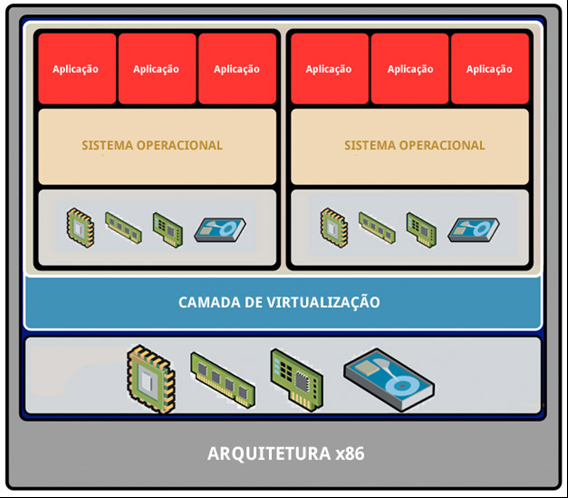 Aplicação Aplicação Aplicação Aplicação Aplicação Aplicação
SISTEMA OPERACIONAL SISTEMA OPERACIONAL
CAMADA DE VIRTUALIZAÇÃO
ARQUITETURA x86